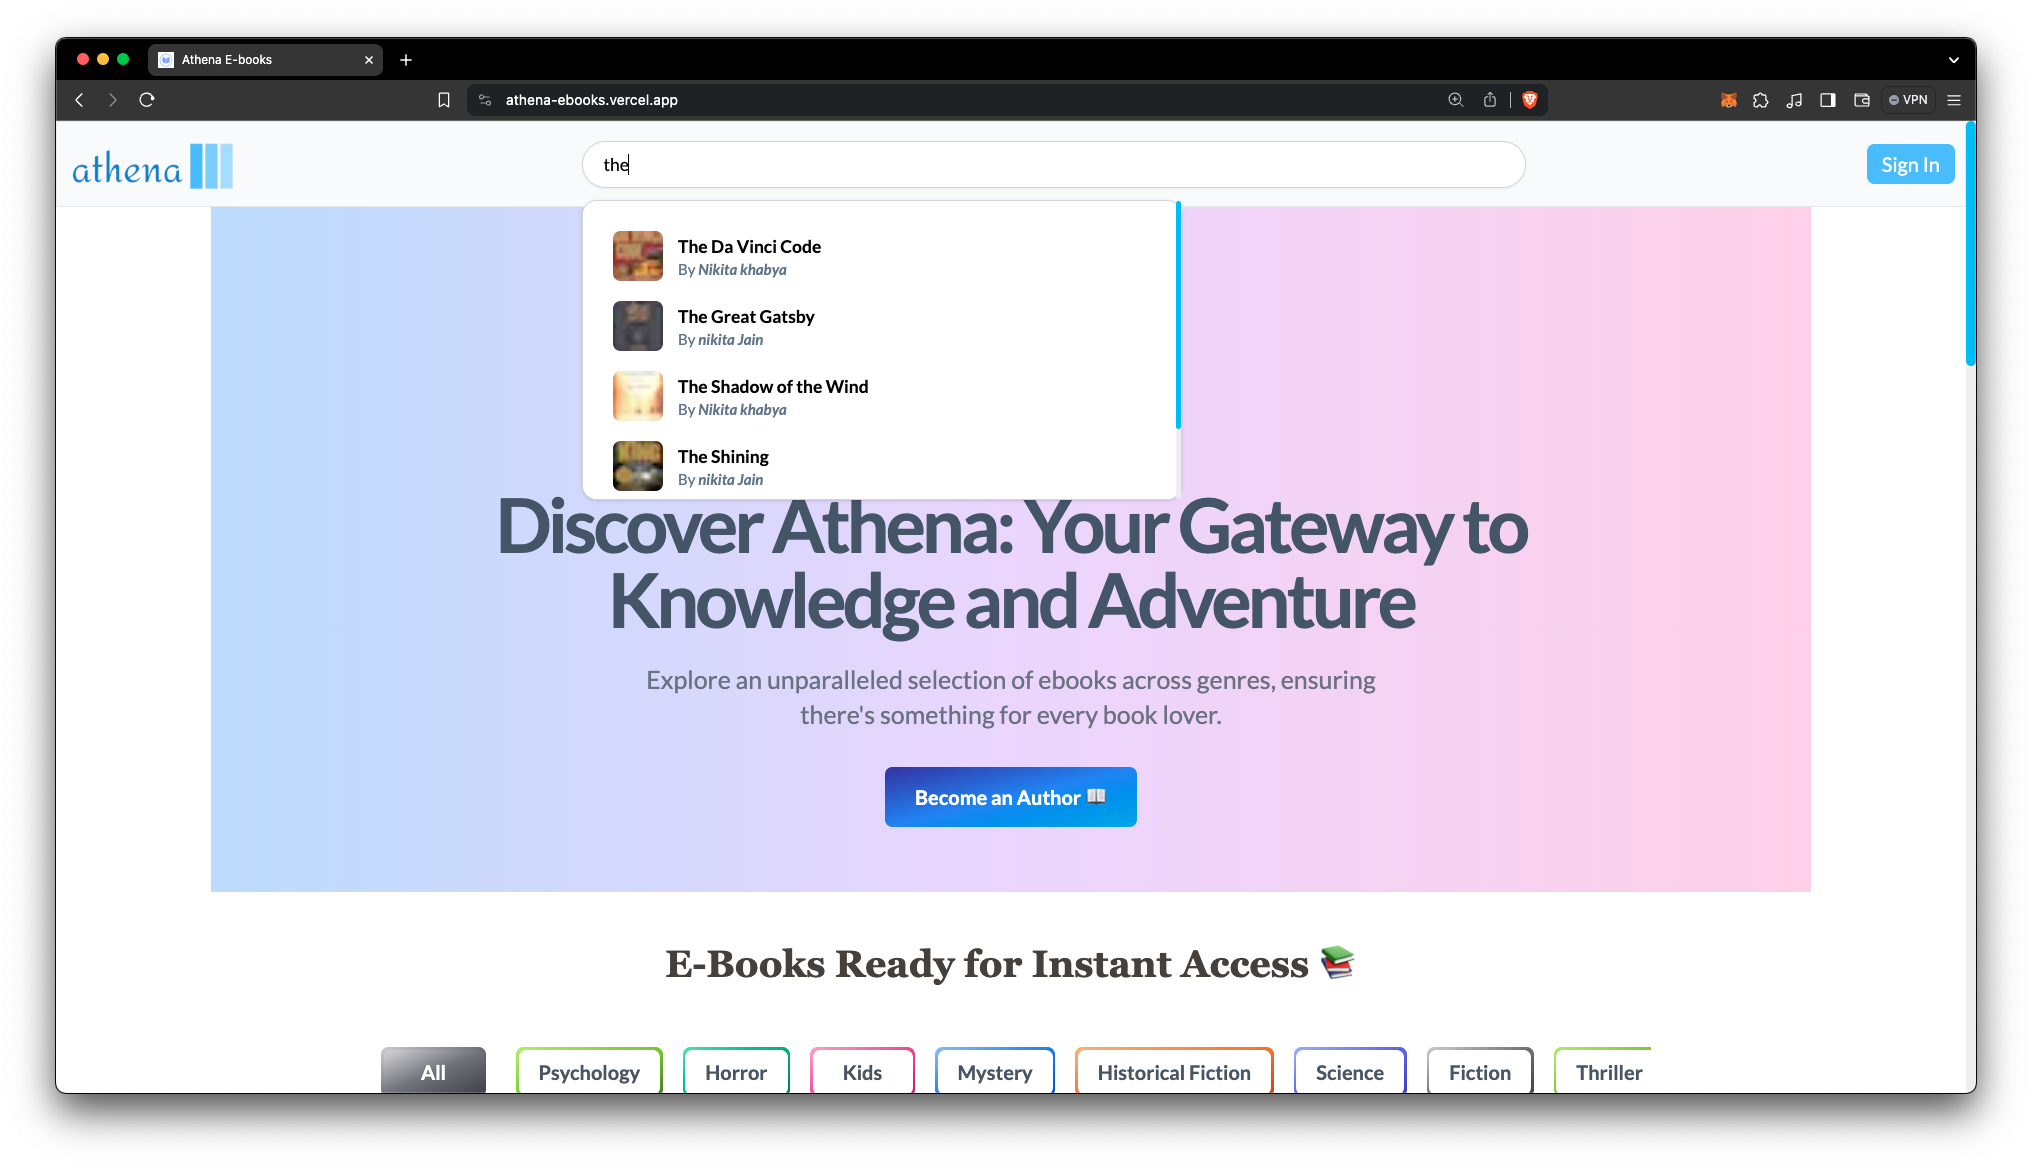 Athena E-books
athena-ebooks.vercel.app
VPN
athena
the
Sign In
The Da Vinci Code
By Nikita khabya
The Great Gatsby
By nikita Jain
The Shadow of the Wind
By Nikita khabya
KING
The Shining
By nikita Jain
Discover Athena: Your Gateway to
Knowledge and Adventure
Explore an unparalleled selection of ebooks across genres, ensuring
there's something for every book lover.
Become an Author 📖
E-Books Ready for Instant Access 📚
All
Psychology
Horror
Kids
Mystery
Historical Fiction
Science
Fiction
Thriller